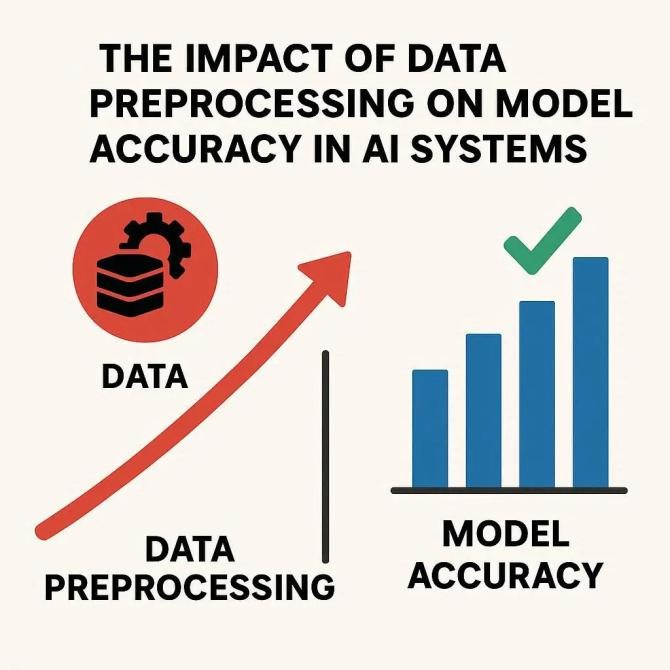 THE IMPACT OF DATA
PREPROCESSING ON MODEL
ACCURACY IN AI SYSTEMS
DATA
DATA
PREPROCESSING
MODEL
ACCURACY